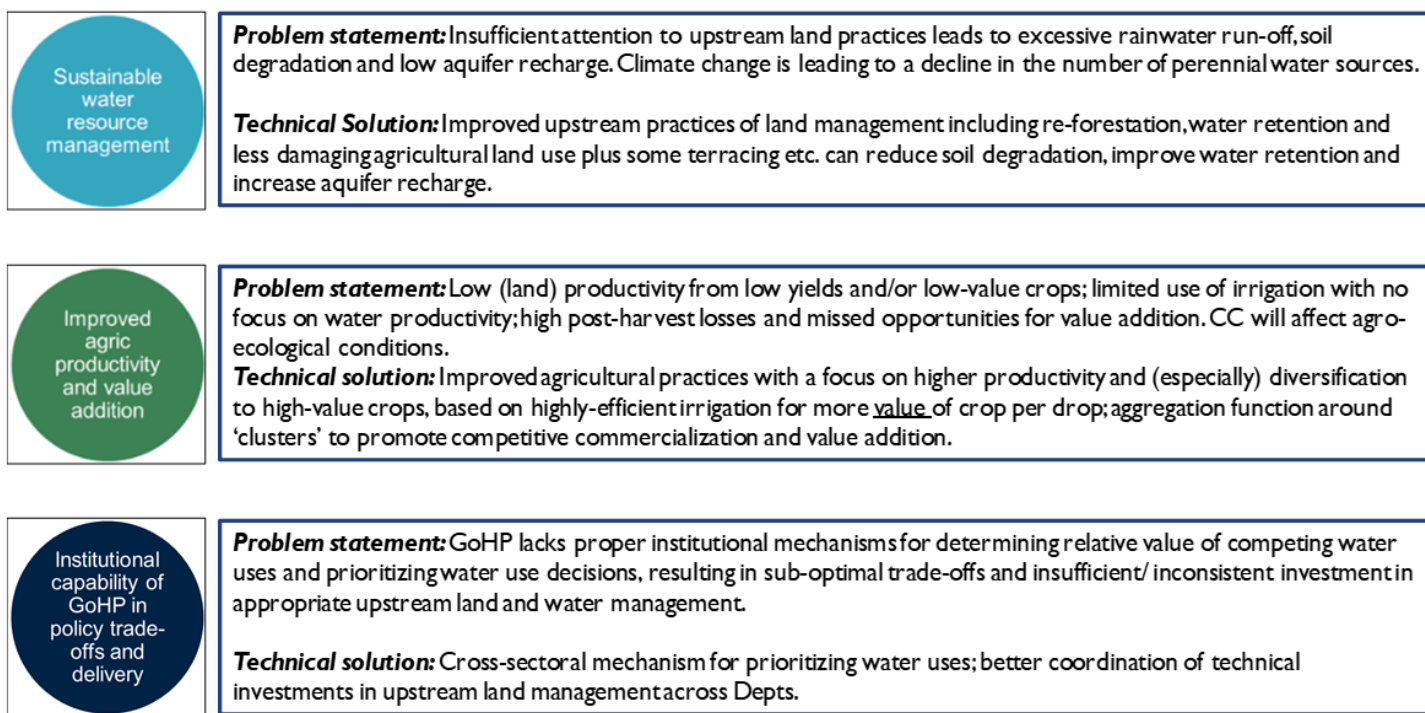 Sustainable
water
resource
management
Problem statement: Insufficient attention to upstream land practices leads to excessive rainwater run-off, soil
degradation and low aquifer recharge. Climate change is leading to a decline in the number of perennial water sources.
Technical Solution: Improved upstream practices of land management including re-forestation, water retention and
less damaging agricultural land use plus some terracing etc. can reduce soil degradation, improve water retention and
increase aquifer recharge.
Improved
agric
productivity
and value
addition
Problem statement: Low (land) productivity from low yields and/or low-value crops; limited use of irrigation with no
focus on water productivity; high post-harvest losses and missed opportunities for value addition. CC will affect agro-
ecological conditions.
Technical solution: Improved agricultural practices with a focus on higher productivity and (especially) diversification
to high-value crops, based on highly-efficient irrigation for more value of crop per drop; aggregation function around
‘clusters’ to promote competitive commercialization and value addition.
Institutional
capability of
GoHP in
policy trade-
offs and
delivery
Problem statement: GoHP lacks proper institutional mechanisms for determining relative value of competing water
uses and prioritizing water use decisions, resulting in sub-optimal trade-offs and insufficient/ inconsistent investment in
appropriate upstream land and water management.
Technical solution: Cross-sectoral mechanism for prioritizing water uses; better coordination of technical
investments in upstream land management across Depts.